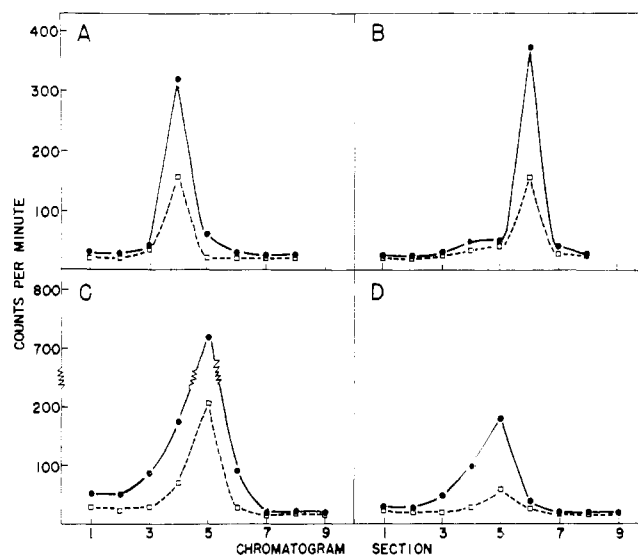 A
B
400
300
200
100
COUNTS PER MINUTE
C
D
800
700
200
100
1 3 5 7 9
1 3 5 7 9
CHROMATOGRAM SECTION